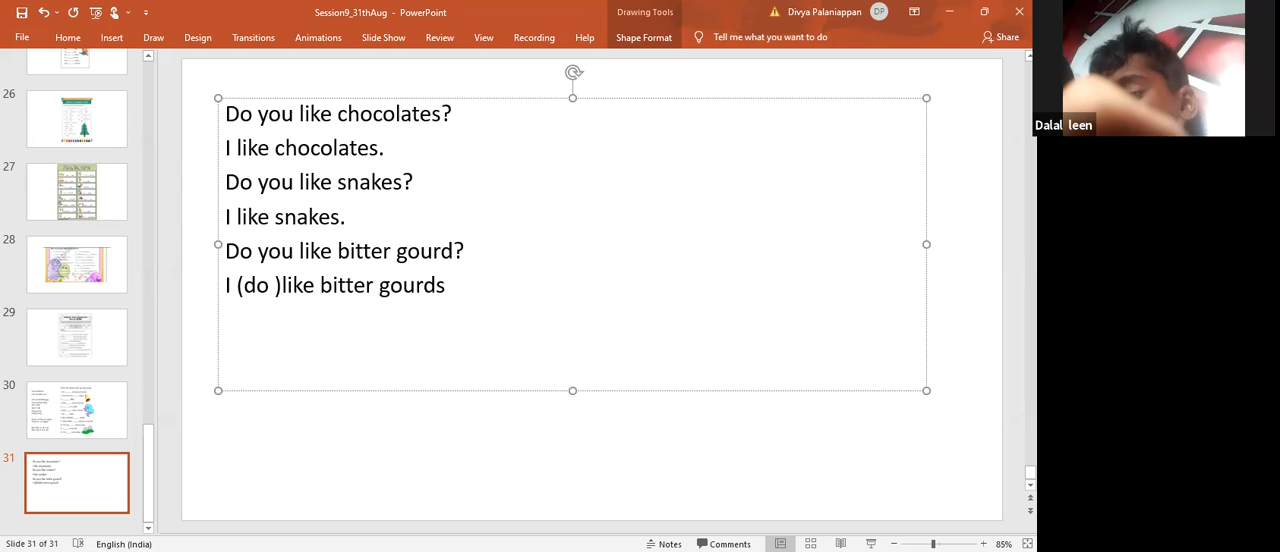 Session9_31thAug - PowerPoint
Drawing Tools
Divya Palaniappan
DP
File
Home
Insert
Draw
Design
Transitions
Animations
Slide Show
Review
View
Recording
Help
Shape Format
Tell me what you want to do
Share
Dalal leen
26
27
28
29
30
31
Do you like chocolates?
I like chocolates.
Do you like snakes?
I like snakes.
Do you like bitter gourd?
I (do )like bitter gourds
Slide 31 of 31
English (India)
Notes
Comments
85%